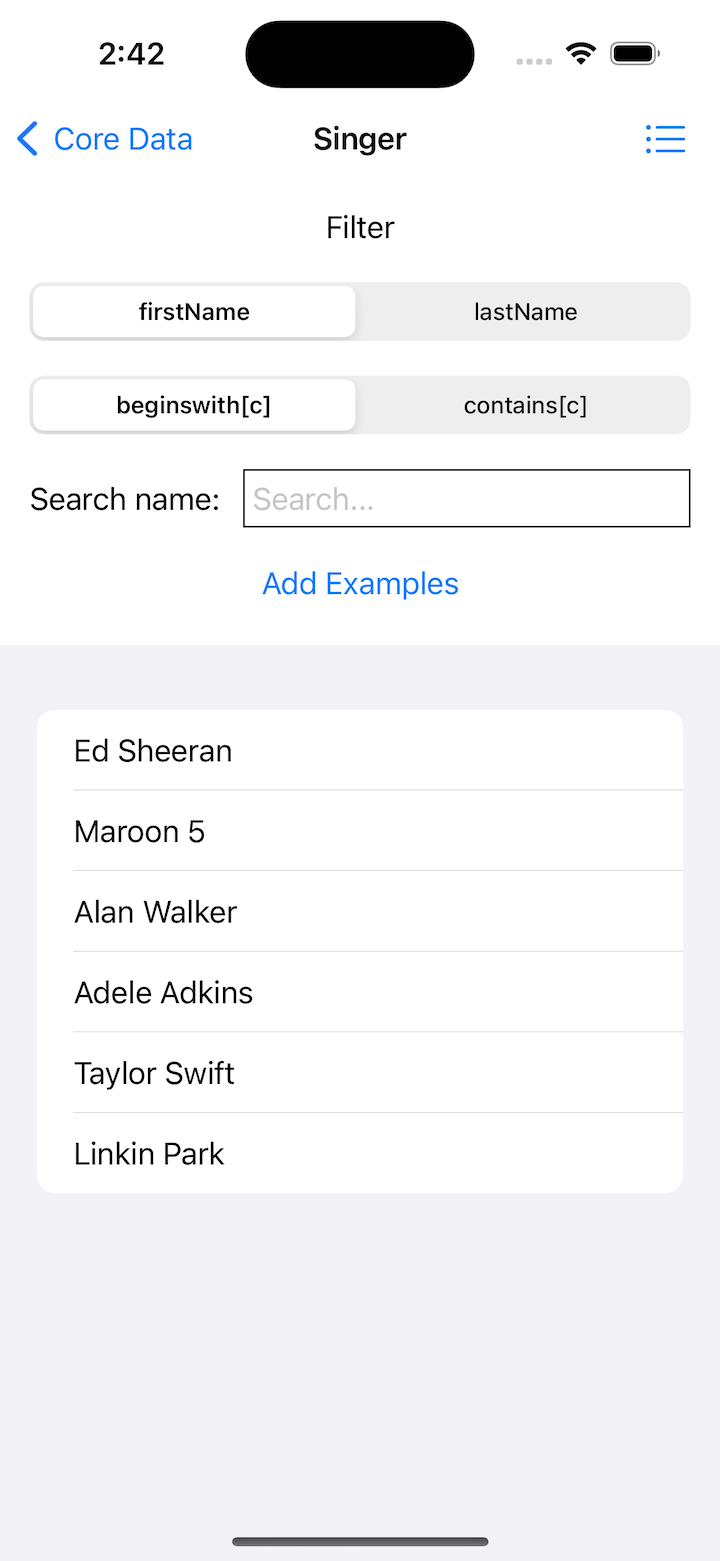 2:42
Core Data Singer
Filter
firstName lastName
beginswith[c] contains[c]
Search name: Search...
Add Examples
Ed Sheeran
Maroon 5
Alan Walker
Adele Adkins
Taylor Swift
Linkin Park